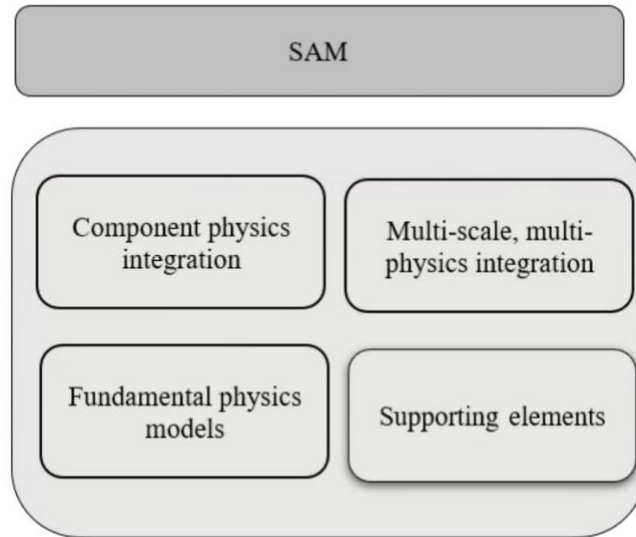 SAM
Component physics
integration
Multi-scale, multi-
physics integration
Fundamental physics
models
Supporting elements